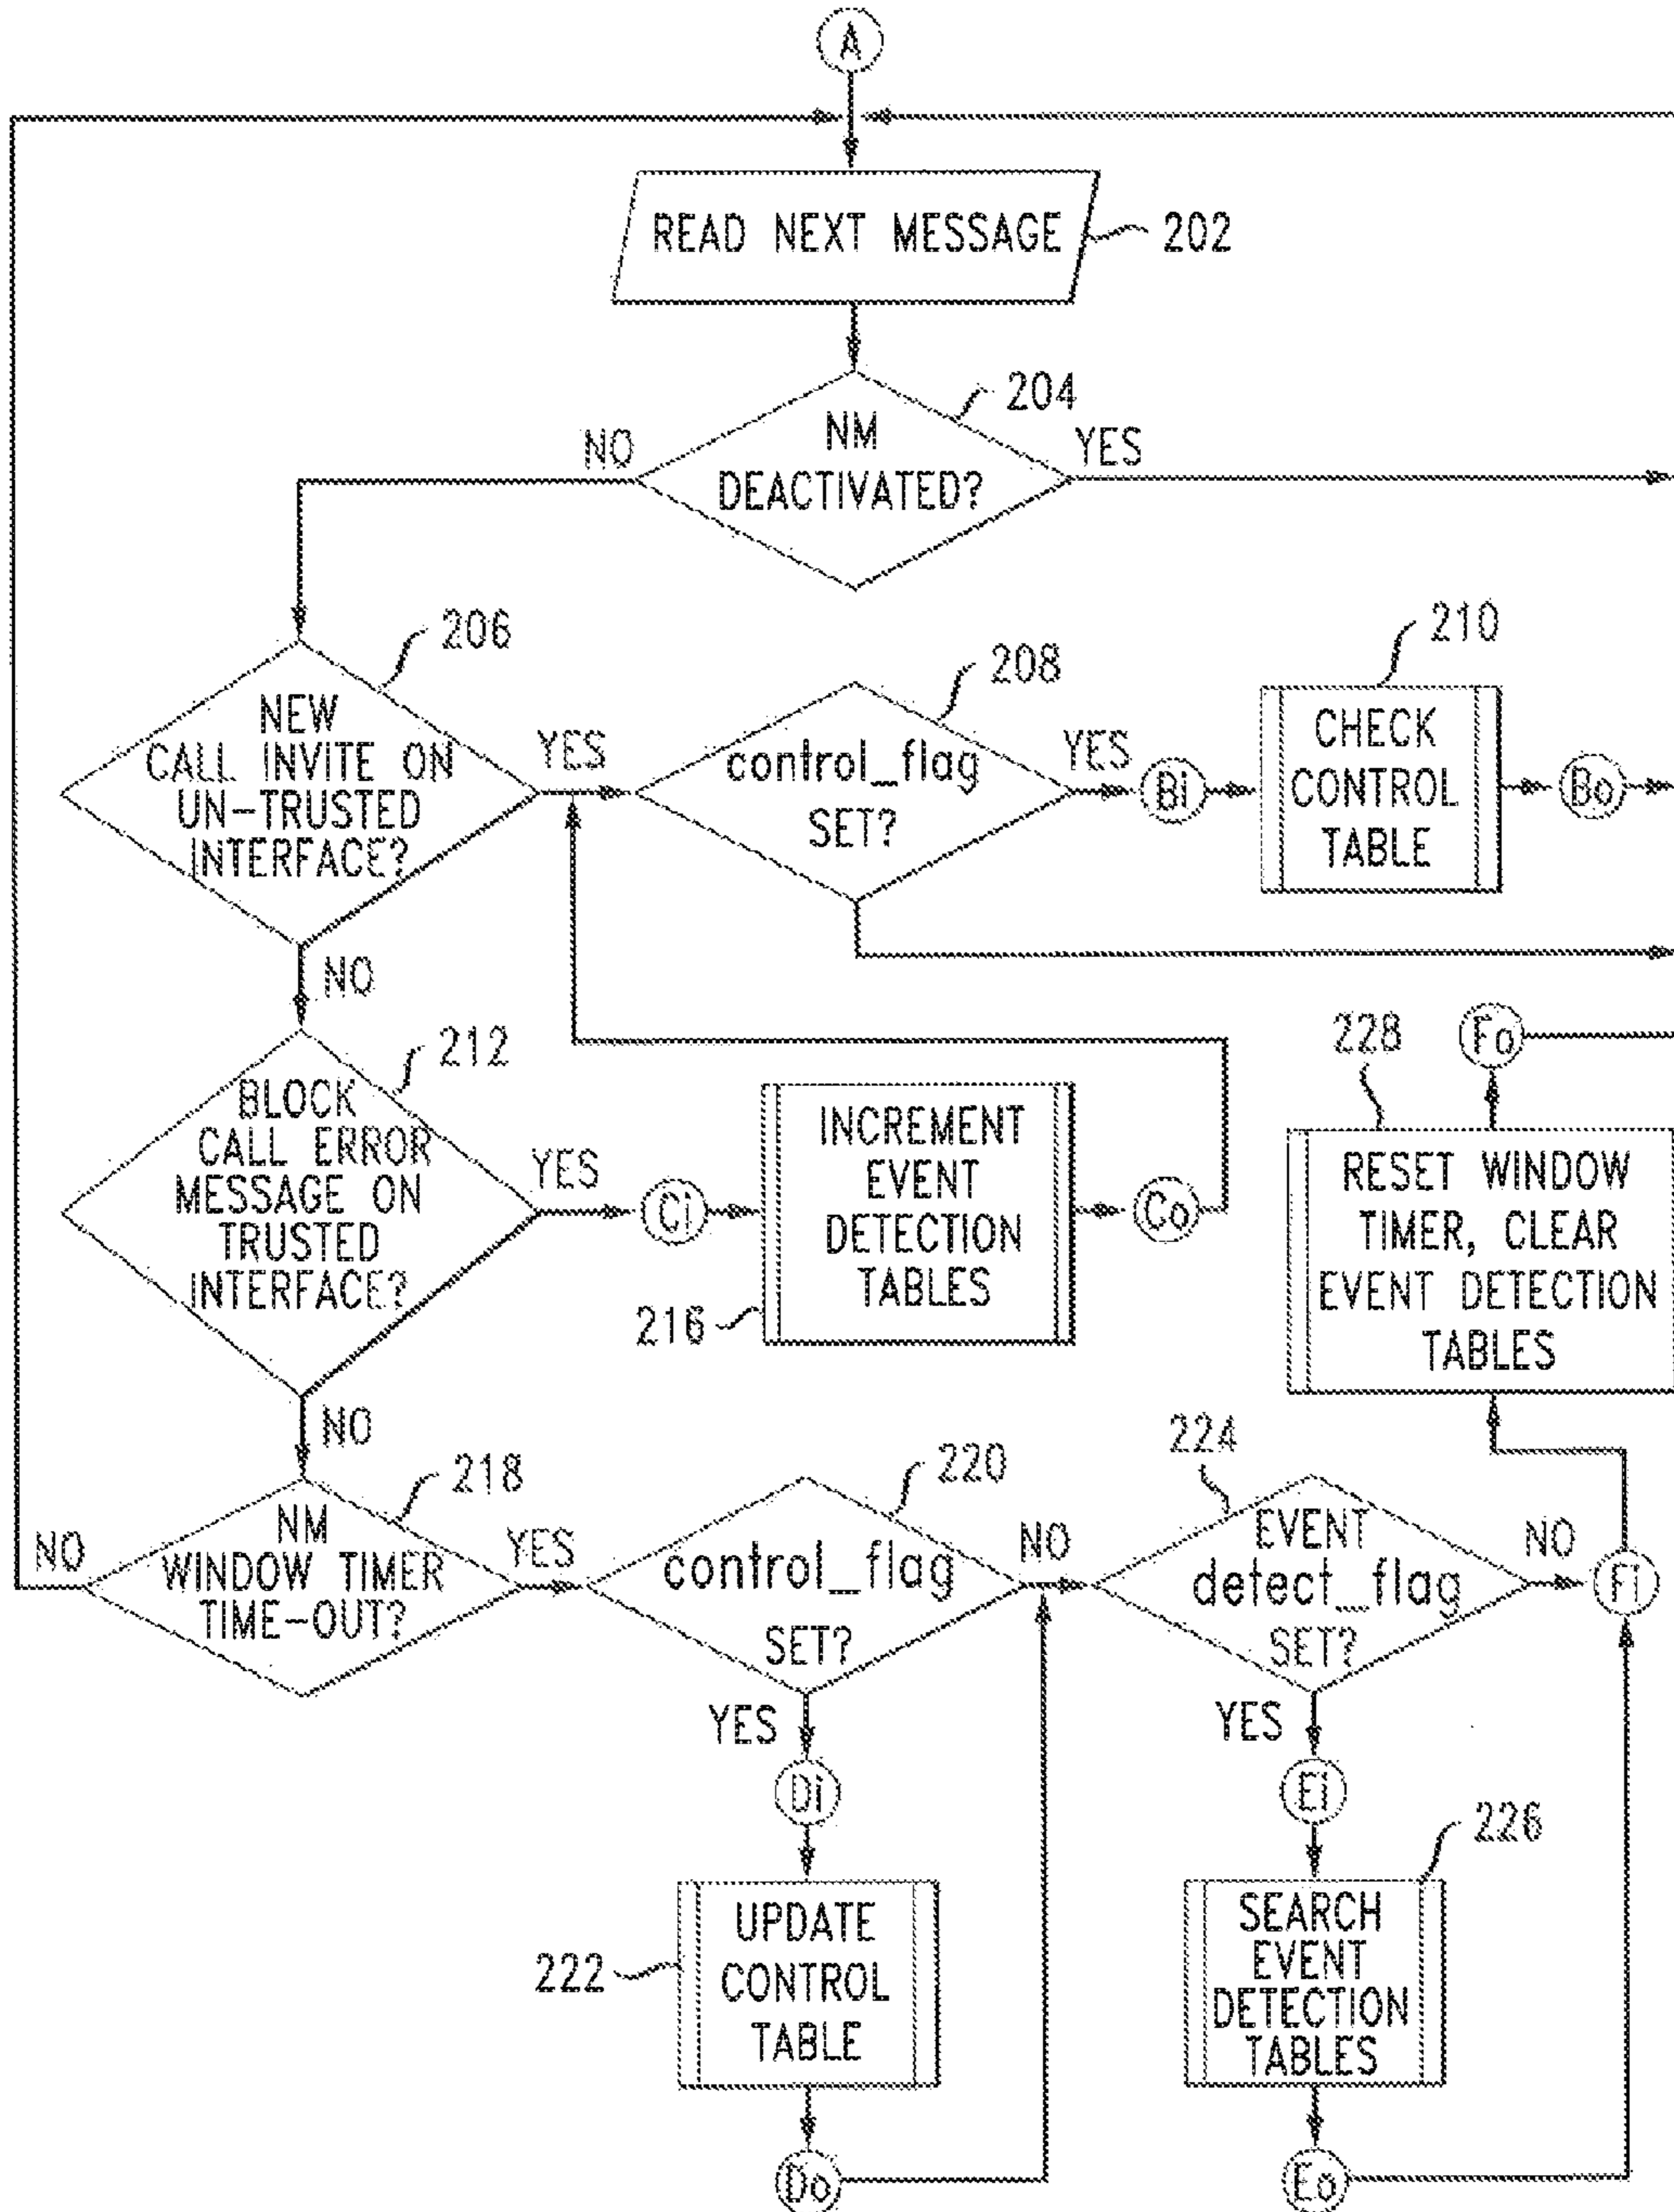 A
READ NEXT MESSAGE
202
204
NM
DEACTIVATED?
NO
YES
206
NEW
CALL INVITE ON
UN-TRUSTED
INTERFACE?
YES
NO
208
control_flag
SET?
YES
Bi
210
CHECK
CONTROL
TABLE
Bo
212
BLOCK
CALL ERROR
MESSAGE ON
TRUSTED
INTERFACE?
YES
NO
Ci
INCREMENT
EVENT
DETECTION
TABLES
216
Co
228
Fo
RESET WINDOW
TIMER, CLEAR
EVENT DETECTION
TABLES
218
NM
WINDOW TIMER
TIME-OUT?
NO
YES
220
control_flag
SET?
NO
YES
224
EVENT
detect_flag
SET?
NO
YES
Fi
Di
Ei
222
UPDATE
CONTROL
TABLE
226
SEARCH
EVENT
DETECTION
TABLES
Do
Eo